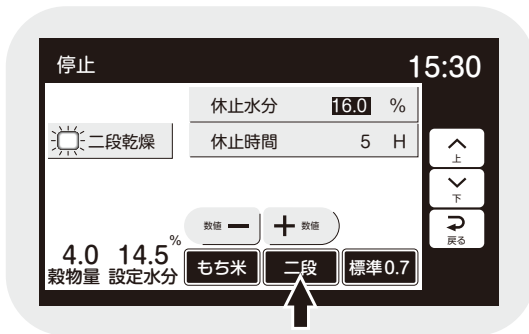 停止 15:30
休止水分 16.0 %
二段乾燥 休止時間 5 H
上
下
戻る
数値 − + 数値
4.0 14.5%
穀物量 設定水分
もち米 二段 標準0.7